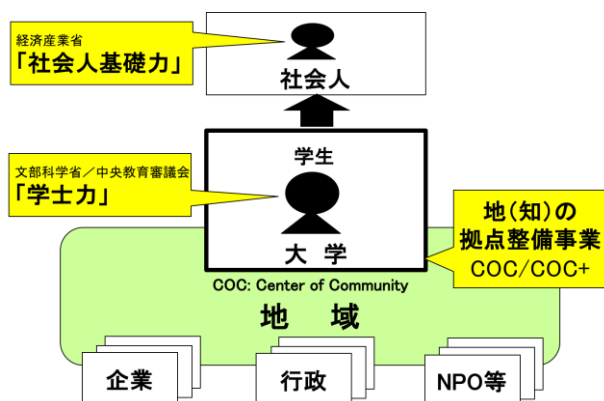 経済産業省
「社会人基礎力」
社会人
学生
文部科学省／中央教育審議会
「学士力」
大 学
地（知）の
拠点整備事業
COC/COC+
COC: Center of Community
地 域
企業
行政
NPO等